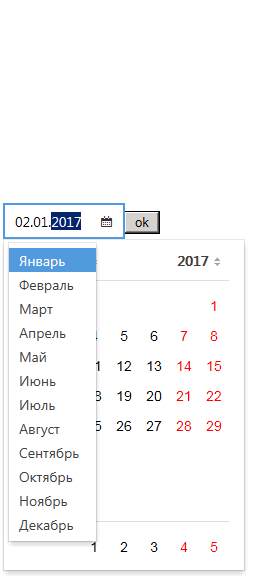 02.01.2017 ok
Январь 2017
Февраль
Март 1
Апрель 5 6 7 8
Май 12 13 14 15
Июнь
Июль 19 20 21 22
Август 26 27 28 29
Сентябрь
Октябрь
Ноябрь
Декабрь 1 2 3 4 5